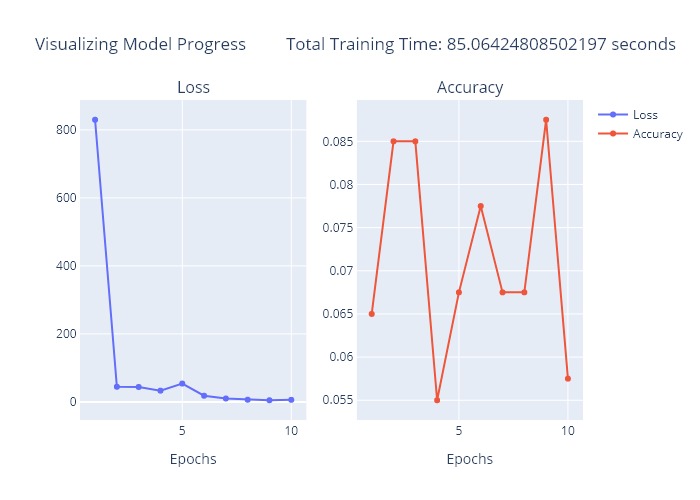 Visualizing Model Progress Total Training Time: 85.06424808502197 seconds
Loss
Accuracy
Loss
Accuracy
800
600
400
200
0
5
10
Epochs
0.085
0.08
0.075
0.07
0.065
0.06
0.055
5
10
Epochs